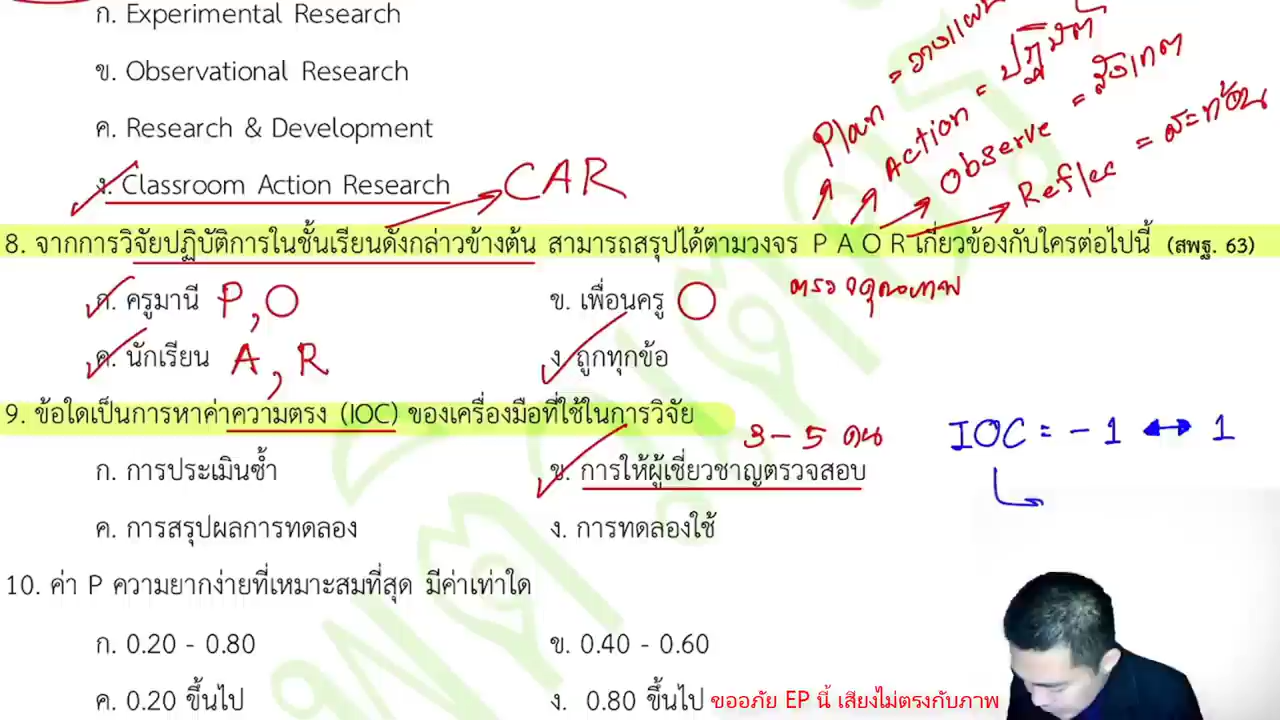 ก. Experimental Research
ข. Observational Research
ค. Research & Development
ง. Classroom Action Research
CAR
Plan = วางแผน
Action = ปฏิบัติ
Observe = สังเกต
Reflec = สะท้อน
8. จากการวิจัยปฏิบัติการในชั้นเรียนดังกล่าวข้างต้น สามารถสรุปได้ตามวงจร P A O R เกี่ยวข้องกับใครต่อไปนี้ (สพฐ. 63)
ก. ครูมานี P, O
ข. เพื่อนครู O
ตรวจคุณภาพ
ค. นักเรียน A, R
ง. ถูกทุกข้อ
9. ข้อใดเป็นการหาค่าความตรง (IOC) ของเครื่องมือที่ใช้ในการวิจัย
3 - 5 คน
IOC = -1 ↔ 1
ก. การประเมินซ้ำ
ข. การให้ผู้เชี่ยวชาญตรวจสอบ
ค. การสรุปผลการทดลอง
ง. การทดลองใช้
10. ค่า P ความยากง่ายที่เหมาะสมที่สุด มีค่าเท่าใด
ก. 0.20 - 0.80
ข. 0.40 - 0.60
ค. 0.20 ขึ้นไป
ง. 0.80 ขึ้นไป
ขออภัย EP นี้ เสียงไม่ตรงกับภาพ